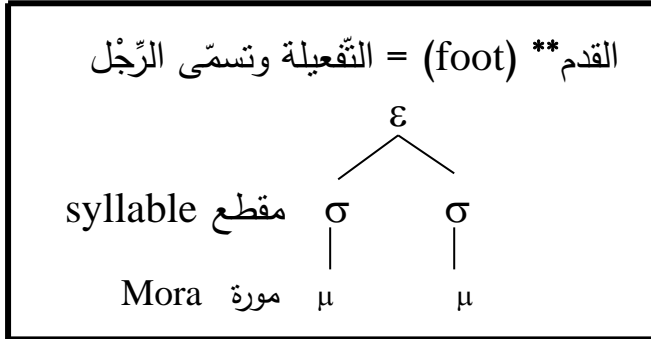 القدم** (foot) = التّفعيلة وتسمّى الرِّجْل
ε
مقطع syllable σ σ
مورة Mora μ μ